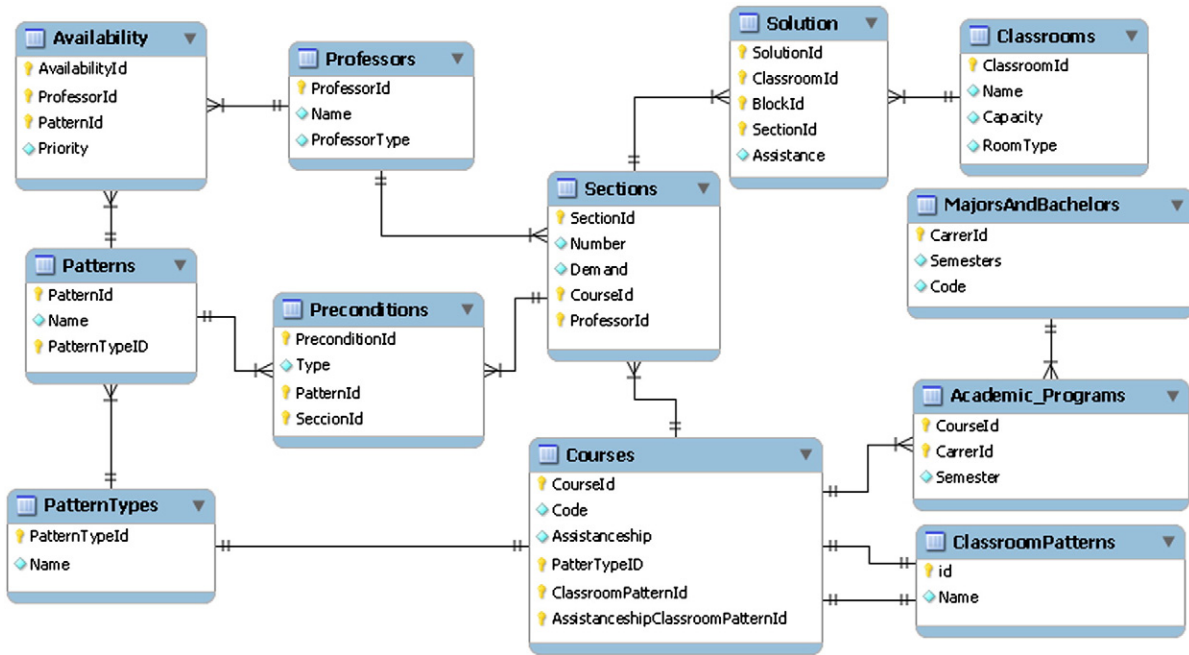 Availability
AvailabilityId
ProfessorId
PatternId
Priority
Professors
ProfessorId
Name
ProfessorType
Solution
SolutionId
ClassroomId
BlockId
SectionId
Assistance
Classrooms
ClassroomId
Name
Capacity
RoomType
Sections
SectionId
Number
Demand
CourseId
ProfessorId
MajorsAndBachelors
CarrerId
Semesters
Code
Patterns
PatternId
Name
PatternTypeID
Preconditions
PreconditionId
Type
PatternId
SeccionId
Academic_Programs
CourseId
CarrerId
Semester
Courses
CourseId
Code
Assistanceship
PatterTypeID
ClassroomPatternId
AssistanceshipClassroomPatternId
PatternTypes
PatternTypeId
Name
ClassroomPatterns
id
Name